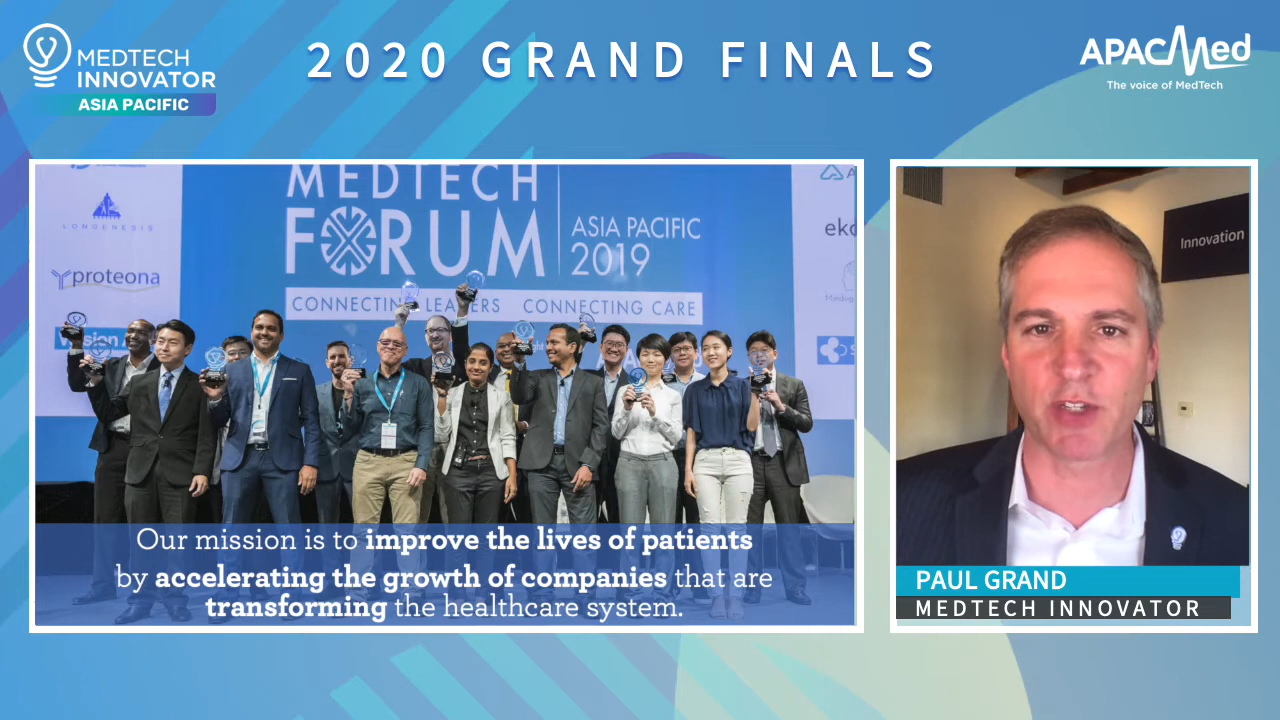 MEDTECH
INNOVATOR
ASIA PACIFIC
2020 GRAND FINALS
APACMed
The voice of MedTech
MEDTECH
FORUM
ASIA PACIFIC
2019
CONNECTING LEADERS CONNECTING CARE
LONGENESIS
proteona
Innovation
Our mission is to improve the lives of patients
by accelerating the growth of companies that are
transforming the healthcare system.
PAUL GRAND
MEDTECH INNOVATOR